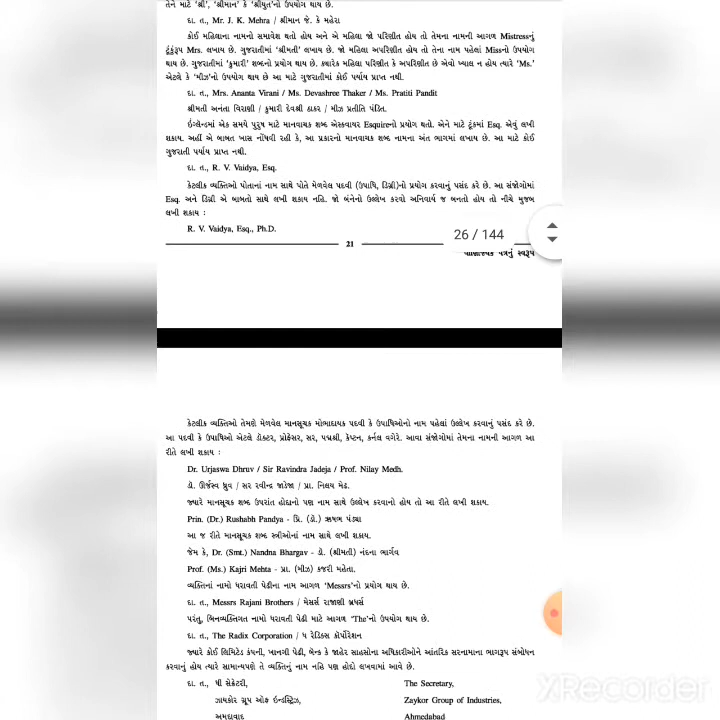 તેને માટે ‘શ્રી’, ‘શ્રીમાન’ કે ‘શ્રીયુત’નો ઉપયોગ થાય છે.
દા. ત., Mr. J. K. Mehra / શ્રીમાન જે. કે મહેરા
કોઈ મહિલાના નામનો સમાવેશ થતો હોય અને એ મહિલા જો પરિણીત હોય તો તેમના નામની આગળ Mistressનું
ટૂંકુંરૂપ Mrs. લખાય છે. ગુજરાતીમાં ‘શ્રીમતી’ લખાય છે. જો મહિલા અપરિણીત હોય તો તેના નામ પહેલાં Missનો ઉપયોગ
થાય છે. ગુજરાતીમાં ‘કુમારી’ શબ્દનો પ્રયોગ થાય છે. ક્યારેક મહિલા પરિણીત કે અપરિણીત છે એવો ખ્યાલ ન હોય ત્યારે ‘Ms.’
એટલે કે ‘મીઝ’નો ઉપયોગ થાય છે આ માટે ગુજરાતીમાં કોઈ પર્યાય પ્રાપ્ત નથી.
દા. ત., Mrs. Ananta Virani / Ms. Devashree Thaker / Ms. Pratiti Pandit
શ્રીમતી અનંતા વિરાણી / કુમારી દેવશ્રી ઠાકર / મીઝ પ્રતીતિ પંડિત.
ઇંગ્લૅન્ડમાં એક સમયે પુરુષ માટે માનવાચક શબ્દ એસ્ક્વાયર Esquireનો પ્રયોગ થતો. એને માટે ટૂંકમાં Esq. એવું લખી
શકાય. અહીં એ બાબત ખાસ નોંધવી રહી કે, આ પ્રકારનો માનવાચક શબ્દ નામના અંત ભાગમાં લખાય છે. આ માટે કોઈ
ગુજરાતી પર્યાય પ્રાપ્ત નથી.
દા. ત., R. V. Vaidya, Esq.
કેટલીક વ્યક્તિઓ પોતાનાં નામ સાથે પોતે મેળવેલ પદવી (ઉપાધિ, ડિગ્રી)નો પ્રયોગ કરવાનું પસંદ કરે છે. આ સંજોગોમાં
Esq. અને ડિગ્રી એ બાબતો સાથે લખી શકાય નહિ. જો બંનેનો ઉલ્લેખ કરવો અનિવાર્ય જ બનતો હોય તો નીચે મુજબ
લખી શકાય :
R. V. Vaidya, Esq., Ph.D.
21
26 / 144
વાણિજ્યિક પત્રનું સ્વરૂપ
કેટલીક વ્યક્તિઓ તેમણે મેળવેલ માનસૂચક મોભાદાયક પદવી કે ઉપાધિઓનો નામ પહેલાં ઉલ્લેખ કરવાનું પસંદ કરે છે.
આ પદવી કે ઉપાધિઓ એટલે ડૉક્ટર, પ્રોફેસર, સર, પદ્મશ્રી, કૅપ્ટન, કર્નલ વગેરે. આવા સંજોગોમાં તેમના નામની આગળ આ
રીતે લખી શકાય :
Dr. Urjaswa Dhruv / Sir Ravindra Jadeja / Prof. Nilay Medh.
ડૉ. ઊર્જસ્વ ધ્રુવ / સર રવીન્દ્ર જાડેજા / પ્રા. નિલય મેઢ.
જ્યારે માનસૂચક શબ્દ ઉપરાંત હોદ્દાનો પણ નામ સાથે ઉલ્લેખ કરવાનો હોય તો આ રીતે લખી શકાય.
Prin. (Dr.) Rushabh Pandya - પ્રિ. (ડૉ.) ઋષભ પંડ્યા
આ જ રીતે માનસૂચક શબ્દ સ્ત્રીઓનાં નામ સાથે લખી શકાય.
જેમ કે, Dr. (Smt.) Nandna Bhargav - ડૉ. (શ્રીમતી) નંદના ભાર્ગવ
Prof. (Ms.) Kajri Mehta - પ્રા. (મીઝ) કજરી મહેતા.
વ્યક્તિનાં નામો ધરાવતી પેઢીના નામ આગળ ‘Messrs’નો પ્રયોગ થાય છે.
દા. ત., Messrs Rajani Brothers / મેસર્સ રાજાણી બ્રધર્સ
પરંતુ, બિનવ્યક્તિગત નામો ધરાવતી પેઢી માટે આગળ ‘The’નો ઉપયોગ થાય છે.
દા. ત., The Radix Corporation / ધ રેડિક્સ કૉર્પોરેશન
જ્યારે કોઈ લિમિટેડ કંપની, ખાનગી પેઢી, બૅન્ક કે જાહેર સાહસોના અધિકારીઓને આંતરિક સરનામાના ભાગરૂપ સંબોધન
કરવાનું હોય ત્યારે સામાન્યપણે તે વ્યક્તિનું નામ નહિ પણ હોદ્દો લખવામાં આવે છે.
દા. ત., ધી સેક્રેટરી, The Secretary,
ઝાયકોર ગ્રૂપ ઑફ ઇન્ડસ્ટ્રિઝ, Zaykor Group of Industries,
અમદાવાદ Ahmedabad
XRecorder